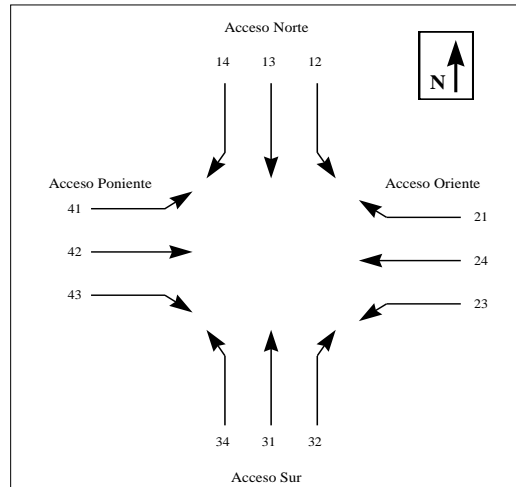 Acceso Norte
14 13 12
N
Acceso Poniente
Acceso Oriente
41
21
42
24
43
23
34 31 32
Acceso Sur